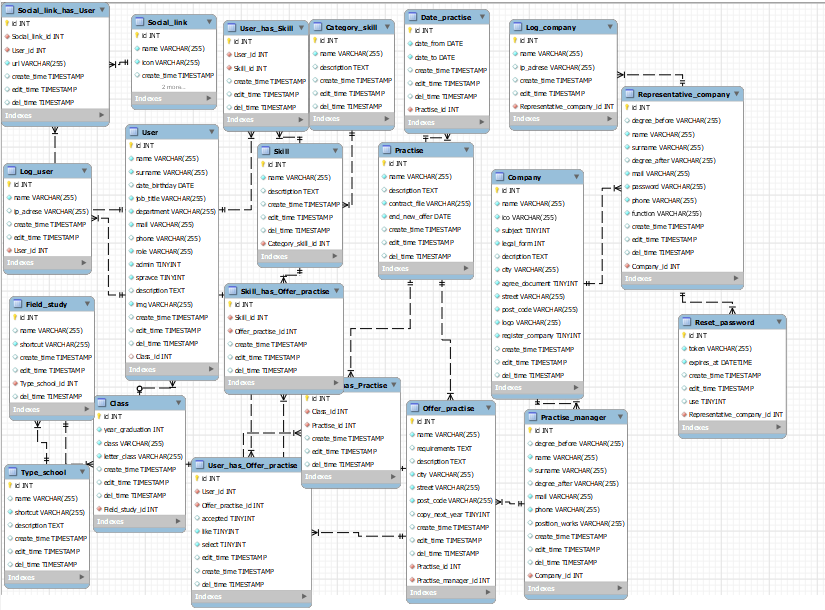 Social_link_has_User
id INT
Social_link_id INT
User_id INT
url VARCHAR(255)
create_time TIMESTAMP
edit_time TIMESTAMP
del_time TIMESTAMP
Indexes
Social_link
id INT
name VARCHAR(255)
icon VARCHAR(255)
create_time TIMESTAMP
2 more...
Indexes
User_has_Skill
id INT
User_id INT
Skill_id INT
create_time TIMESTAMP
edit_time TIMESTAMP
del_time TIMESTAMP
Indexes
Category_skill
id INT
name VARCHAR(255)
description TEXT
create_time TIMESTAMP
edit_time TIMESTAMP
del_time TIMESTAMP
Indexes
Date_practise
id INT
date_from DATE
date_to DATE
create_time TIMESTAMP
edit_time TIMESTAMP
del_time TIMESTAMP
Practise_id INT
Indexes
Log_company
id INT
ip_adrese VARCHAR(255)
create_time TIMESTAMP
edit_time TIMESTAMP
Representative_company_id INT
Indexes
Representative_company
id INT
degree_before VARCHAR(255)
name VARCHAR(255)
surname VARCHAR(255)
degree_after VARCHAR(255)
mail VARCHAR(255)
password VARCHAR(255)
phone VARCHAR(255)
function VARCHAR(255)
create_time TIMESTAMP
edit_time TIMESTAMP
del_time TIMESTAMP
Company_id INT
Indexes
Log_user
id INT
name VARCHAR(255)
ip_adrese VARCHAR(255)
create_time TIMESTAMP
edit_time TIMESTAMP
User_id INT
Indexes
User
id INT
name VARCHAR(255)
surname VARCHAR(255)
date_birthday DATE
job_title VARCHAR(255)
department VARCHAR(255)
mail VARCHAR(255)
phone VARCHAR(255)
role VARCHAR(255)
admin TINYINT
spravce TINYINT
description TEXT
img VARCHAR(255)
create_time TIMESTAMP
edit_time TIMESTAMP
del_time TIMESTAMP
Class_id INT
Indexes
Skill
id INT
name VARCHAR(255)
description TEXT
create_time TIMESTAMP
edit_time TIMESTAMP
del_time TIMESTAMP
Category_skill_id INT
Indexes
Practise
id INT
name VARCHAR(255)
description TEXT
contract_file VARCHAR(255)
end_new_offer DATE
create_time TIMESTAMP
edit_time TIMESTAMP
del_time TIMESTAMP
Indexes
Company
id INT
name VARCHAR(255)
ico VARCHAR(255)
subject TINYINT
legal_form INT
decription TEXT
city VARCHAR(255)
agree_document TINYINT
street VARCHAR(255)
post_code VARCHAR(255)
logo VARCHAR(255)
register_company TINYINT
create_time TIMESTAMP
edit_time TIMESTAMP
del_time TIMESTAMP
Indexes
Field_study
id INT
name VARCHAR(255)
shortcut VARCHAR(255)
create_time TIMESTAMP
edit_time TIMESTAMP
Type_school_id INT
del_time TIMESTAMP
Indexes
Skill_has_Offer_practise
id INT
Skill_id INT
Offer_practise_id INT
create_time TIMESTAMP
edit_time TIMESTAMP
del_time TIMESTAMP
Indexes
Reset_password
id INT
token VARCHAR(255)
expires_at DATETIME
create_time TIMESTAMP
edit_time TIMESTAMP
use TINYINT
Representative_company_id INT
Indexes
Class
id INT
year_graduation INT
class VARCHAR(255)
letter_class VARCHAR(255)
create_time TIMESTAMP
edit_time TIMESTAMP
del_time TIMESTAMP
Field_study_id INT
Indexes
has_Practise
id INT
Class_id INT
Practise_id INT
create_time TIMESTAMP
edit_time TIMESTAMP
del_time TIMESTAMP
Indexes
Offer_practise
id INT
name VARCHAR(255)
requirements TEXT
description TEXT
city VARCHAR(255)
street VARCHAR(255)
post_code VARCHAR(255)
copy_next_year TINYINT
create_time TIMESTAMP
edit_time TIMESTAMP
del_time TIMESTAMP
Practise_id INT
Practise_manager_id INT
Indexes
Practise_manager
id INT
degree_before VARCHAR(255)
name VARCHAR(255)
surname VARCHAR(255)
degree_after VARCHAR(255)
mail VARCHAR(255)
phone VARCHAR(255)
position_works VARCHAR(255)
create_time TIMESTAMP
edit_time TIMESTAMP
del_time TIMESTAMP
Company_id INT
Indexes
Type_school
id INT
name VARCHAR(255)
shortcut VARCHAR(255)
description TEXT
create_time TIMESTAMP
edit_time TIMESTAMP
del_time TIMESTAMP
Indexes
User_has_Offer_practise
id INT
User_id INT
Offer_practise_id INT
accepted TINYINT
like TINYINT
select TINYINT
edit_time TIMESTAMP
create_time TIMESTAMP
del_time TIMESTAMP
Indexes